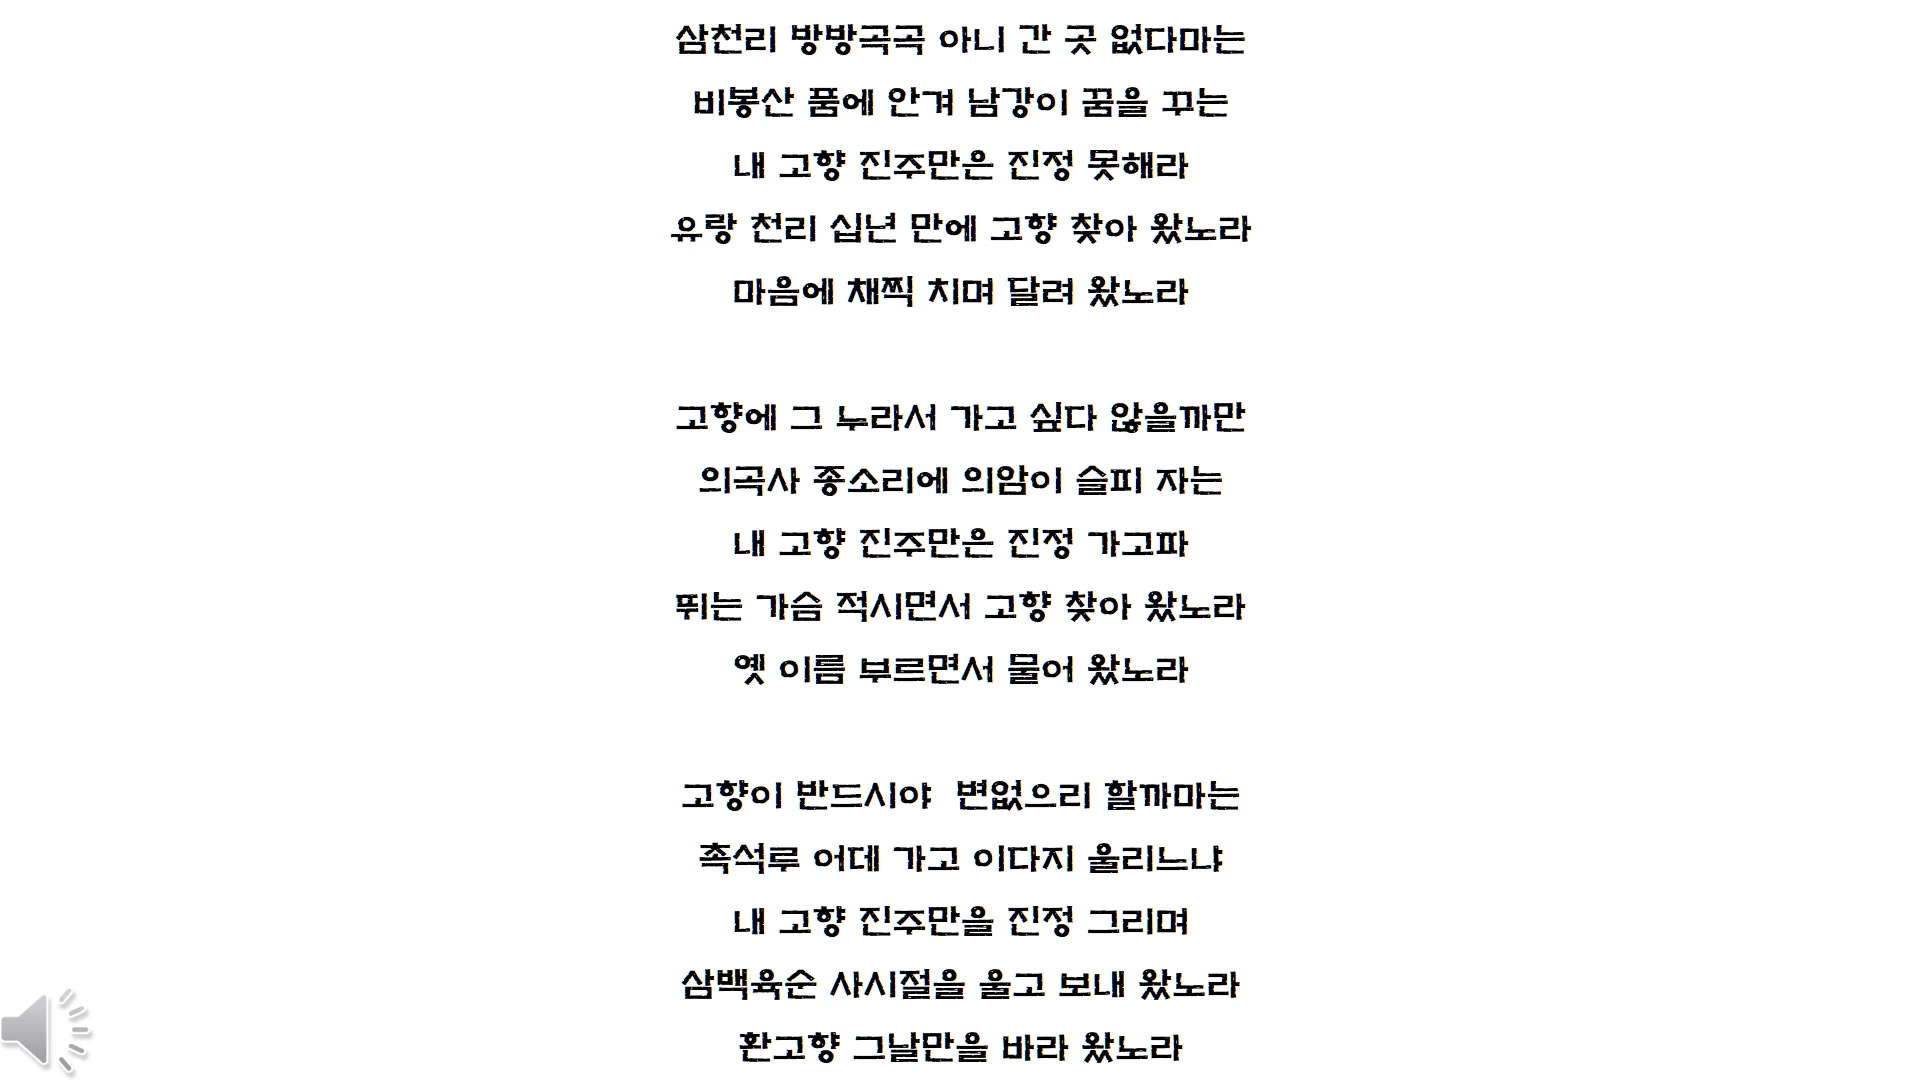 삼천리 방방곡곡 아니 간 곳 없다마는
비봉산 품에 안겨 남강이 꿈을 꾸는
내 고향 진주만은 진정 못해라
유랑 천리 십년 만에 고향 찾아 왔노라
마음에 채찍 치며 달려 왔노라
고향에 그 누라서 가고 싶다 않을까만
의곡사 종소리에 의암이 슬피 자는
내 고향 진주만은 진정 가고파
뛰는 가슴 적시면서 고향 찾아 왔노라
옛 이름 부르면서 물어 왔노라
고향이 반드시야 변없으리 할까마는
촉석루 어데 가고 이다지 울리느냐
내 고향 진주만을 진정 그리며
삼백육순 사시절을 울고 보내 왔노라
환고향 그날만을 바라 왔노라